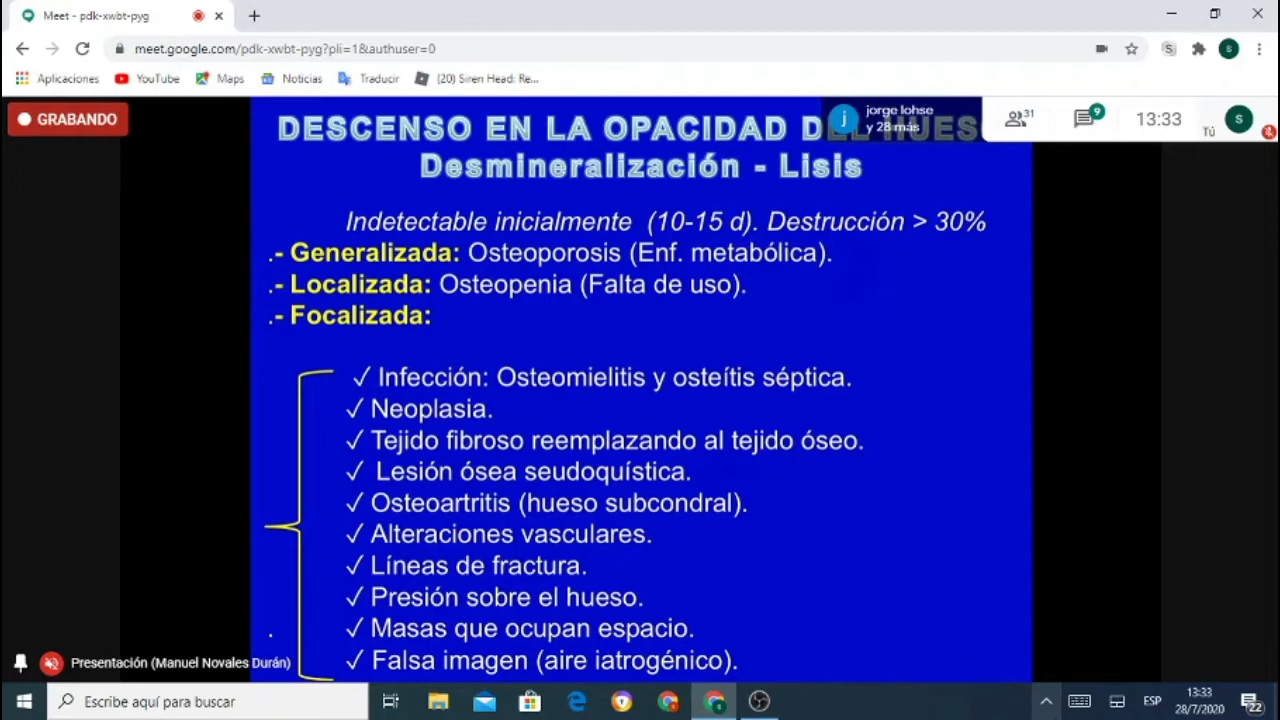 Meet - pdk-xwbt-pyg
meet.google.com/pdk-xwbt-pyg?pli=1&authuser=0
Aplicaciones YouTube Maps Noticias Traducir (20) Siren Head: Re...
GRABANDO
jorge lohse
y 28 más
31
9
13:33
Tú
S
DESCENSO EN LA OPACIDAD DEL HUES
Desmineralización - Lisis
Indetectable inicialmente (10-15 d). Destrucción > 30%
.- Generalizada: Osteoporosis (Enf. metabólica).
.- Localizada: Osteopenia (Falta de uso).
.- Focalizada:
✓ Infección: Osteomielitis y osteítis séptica.
✓ Neoplasia.
✓ Tejido fibroso reemplazando al tejido óseo.
✓ Lesión ósea seudoquística.
✓ Osteoartritis (hueso subcondral).
✓ Alteraciones vasculares.
✓ Líneas de fractura.
✓ Presión sobre el hueso.
. ✓ Masas que ocupan espacio.
✓ Falsa imagen (aire iatrogénico).
Presentación (Manuel Novales Durán)
Escribe aquí para buscar
ESP
13:33
28/7/2020
22